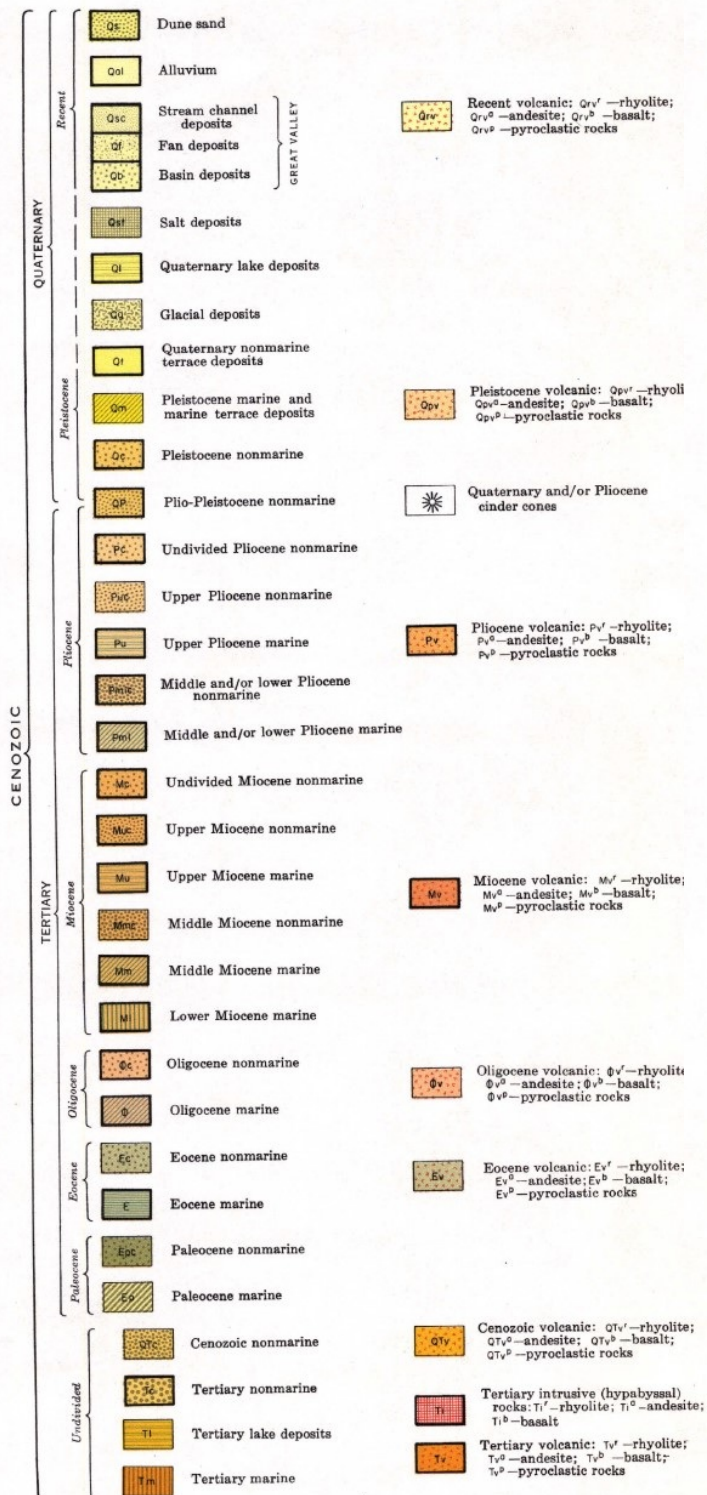 CENOZOIC
QUATERNARY
TERTIARY
Recent
Pleistocene
Pliocene
Miocene
Oligocene
Eocene
Paleocene
Undivided
Qs Dune sand
Qal Alluvium
Qsc Stream channel
deposits
Qf Fan deposits
Qb Basin deposits
GREAT VALLEY
Qst Salt deposits
Ql Quaternary lake deposits
Qg Glacial deposits
Qt Quaternary nonmarine
terrace deposits
Qm Pleistocene marine and
marine terrace deposits
Qc Pleistocene nonmarine
QP Plio-Pleistocene nonmarine
Pc Undivided Pliocene nonmarine
Puc Upper Pliocene nonmarine
Pu Upper Pliocene marine
Pmlc Middle and/or lower Pliocene
nonmarine
Pml Middle and/or lower Pliocene marine
Mc Undivided Miocene nonmarine
Muc Upper Miocene nonmarine
Mu Upper Miocene marine
Mmc Middle Miocene nonmarine
Mm Middle Miocene marine
Ml Lower Miocene marine
Φc Oligocene nonmarine
Φ Oligocene marine
Ec Eocene nonmarine
E Eocene marine
Epc Paleocene nonmarine
Ep Paleocene marine
QTc Cenozoic nonmarine
Tc Tertiary nonmarine
Tl Tertiary lake deposits
Tm Tertiary marine
Qrv Recent volcanic: Qrvʳ —rhyolite;
Qrvᵃ —andesite; Qrvᵇ —basalt;
Qrvᵖ —pyroclastic rocks
Qpv Pleistocene volcanic: Qpvʳ —rhyoli
Qpvᵃ —andesite; Qpvᵇ —basalt;
Qpvᵖ —pyroclastic rocks
Quaternary and/or Pliocene
cinder cones
Pv Pliocene volcanic: Pvʳ —rhyolite;
Pvᵃ —andesite; Pvᵇ —basalt;
Pvᵖ —pyroclastic rocks
Mv Miocene volcanic: Mvʳ —rhyolite;
Mvᵃ —andesite; Mvᵇ —basalt;
Mvᵖ —pyroclastic rocks
Φv Oligocene volcanic: Φvʳ —rhyolite
Φvᵃ —andesite; Φvᵇ —basalt;
Φvᵖ —pyroclastic rocks
Ev Eocene volcanic: Evʳ —rhyolite;
Evᵃ —andesite; Evᵇ —basalt;
Evᵖ —pyroclastic rocks
QTv Cenozoic volcanic: QTvʳ —rhyolite;
QTvᵃ —andesite; QTvᵇ —basalt;
QTvᵖ —pyroclastic rocks
Ti Tertiary intrusive (hypabyssal)
rocks: Tiʳ —rhyolite; Tiᵃ —andesite;
Tiᵇ —basalt
Tv Tertiary volcanic: Tvʳ —rhyolite;
Tvᵃ —andesite; Tvᵇ —basalt;
Tvᵖ —pyroclastic rocks